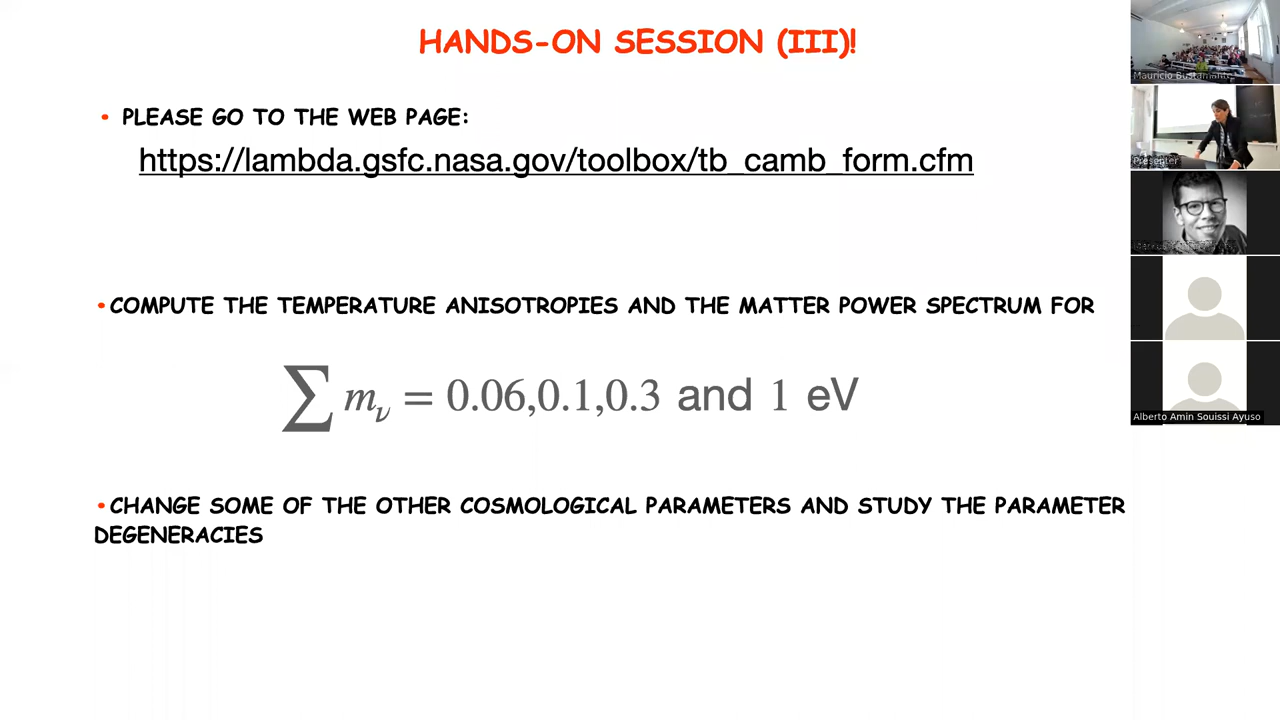 HANDS-ON SESSION (III)!
• PLEASE GO TO THE WEB PAGE:
https://lambda.gsfc.nasa.gov/toolbox/tb_camb_form.cfm
•COMPUTE THE TEMPERATURE ANISOTROPIES AND THE MATTER POWER SPECTRUM FOR
∑ mν = 0.06,0.1,0.3 and 1 eV
•CHANGE SOME OF THE OTHER COSMOLOGICAL PARAMETERS AND STUDY THE PARAMETER
DEGENERACIES
Mauricio Bustamante
Presenter
Alberto Amin Souissi Ayuso